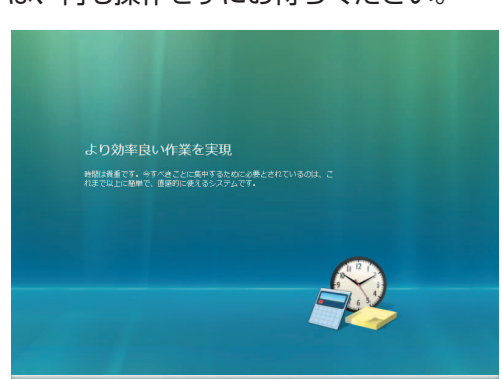 は、何も操作せずにお待ちください。
より効率良い作業を実現
時間は貴重です。今すべきことに集中するために必要とされているのは、こ
れまで以上に簡単で、直感的に使えるシステムです。
12